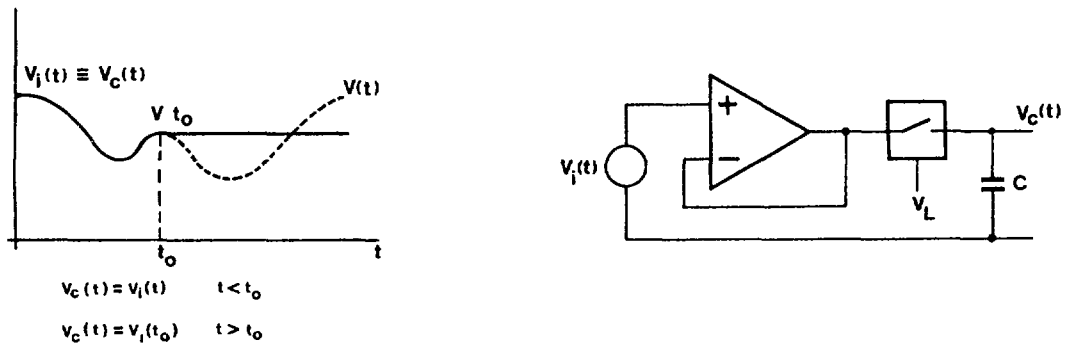 Vi(t) ≡ Vc(t)
V to
V(t)
to
t
Vc(t) = Vi(t) t < to
Vc(t) = Vi(to) t > to
+
−
Vi(t)
VL
Vc(t)
C